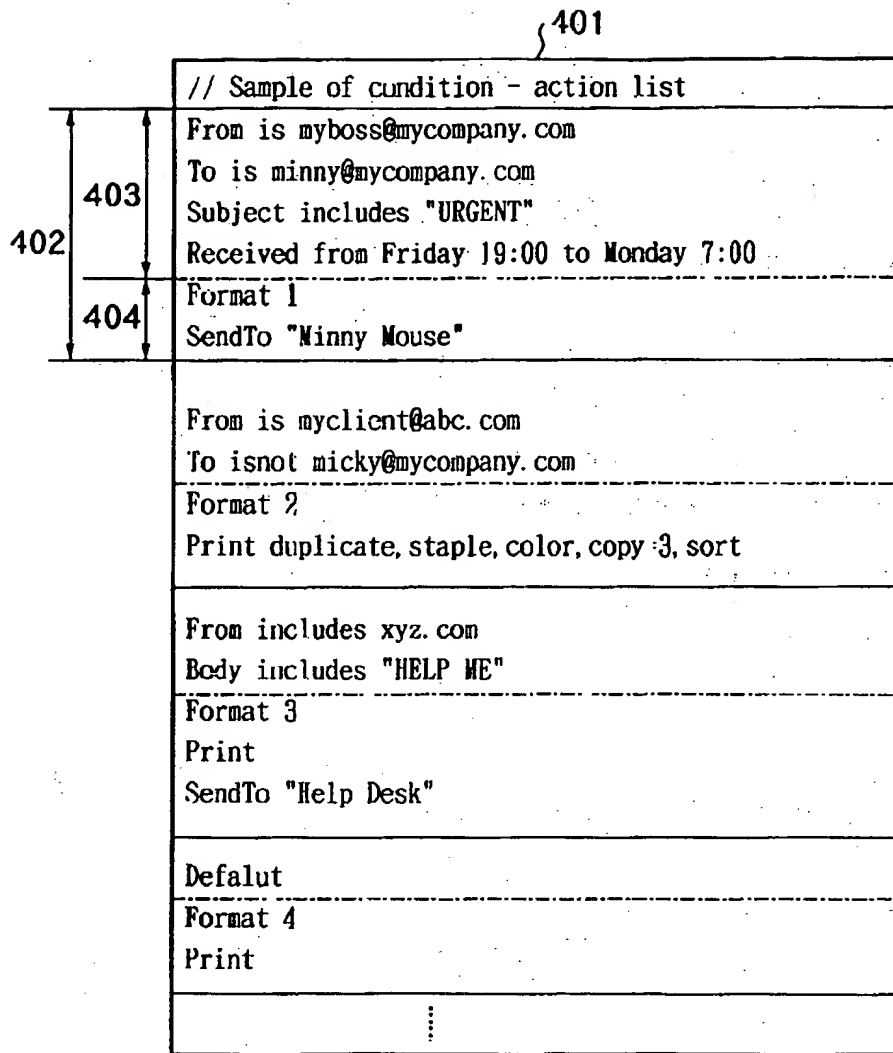 401
// Sample of cundition - action list
From is myboss@mycompany.com
To is minny@mycompany.com
403
Subject includes "URGENT"
402
Received from Friday 19:00 to Monday 7:00
Format 1
404
SendTo "Minny Mouse"
From is myclient@abc.com
To isnot micky@mycompany.com
Format 2
Print duplicate, staple, color, copy 3, sort
From includes xyz.com
Body includes "HELP ME"
Format 3
Print
SendTo "Help Desk"
Defalut
Format 4
Print